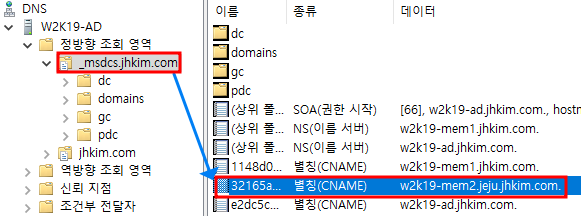 DNS
W2K19-AD
정방향 조회 영역
_msdcs.jhkim.com
dc
domains
gc
pdc
jhkim.com
역방향 조회 영역
신뢰 지점
조건부 전달자
이름 종류 데이터
dc
domains
gc
pdc
(상위 폴... SOA(권한 시작) [66], w2k19-ad.jhkim.com., hostm
(상위 폴... NS(이름 서버) w2k19-mem1.jhkim.com.
(상위 폴... NS(이름 서버) w2k19-ad.jhkim.com.
1148d0... 별칭(CNAME) w2k19-mem1.jhkim.com.
32165a... 별칭(CNAME) w2k19-mem2.jeju.jhkim.com.
e2dc5c... 별칭(CNAME) w2k19-ad.jhkim.com.